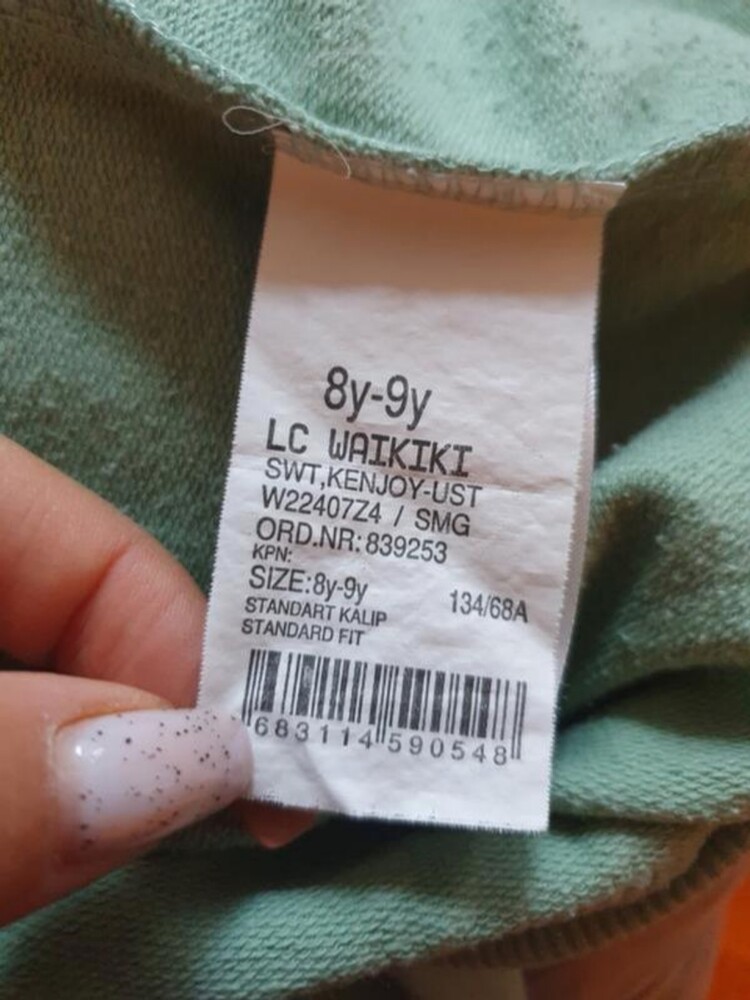 8y-9y
LC WAIKIKI
SWT,KENJOY-UST
W22407Z4 / SMG
ORD.NR:839253
KPN:
SIZE:8y-9y 134/68A
STANDART KALIP
STANDARD FIT
683114590548